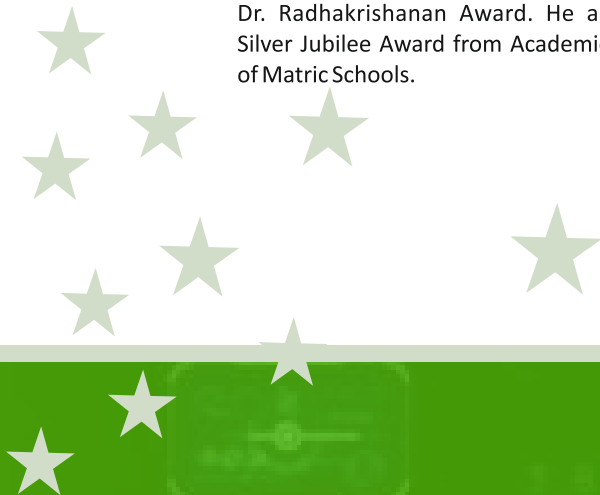 Dr. Radhakrishanan Award. He a
Silver Jubilee Award from Academi
of Matric Schools.